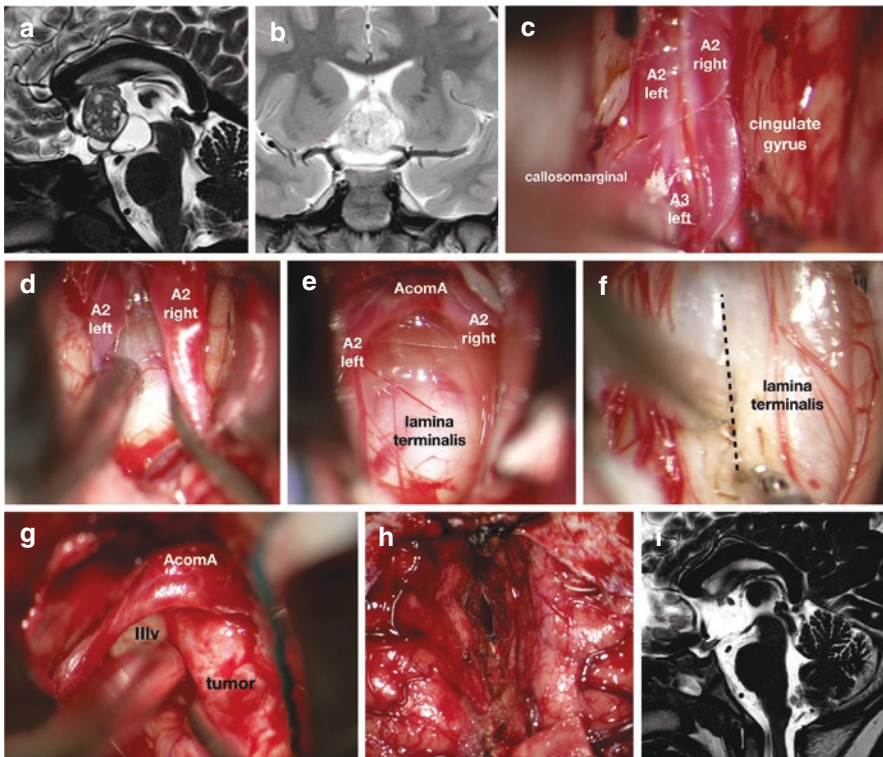 a
b
c
A2
right
A2
left
cingulate
gyrus
callosomarginal
A3
left
d
A2
left
A2
right
e
AcomA
A2
right
A2
left
lamina
terminalis
f
lamina
terminalis
g
AcomA
IIIv
tumor
h
i